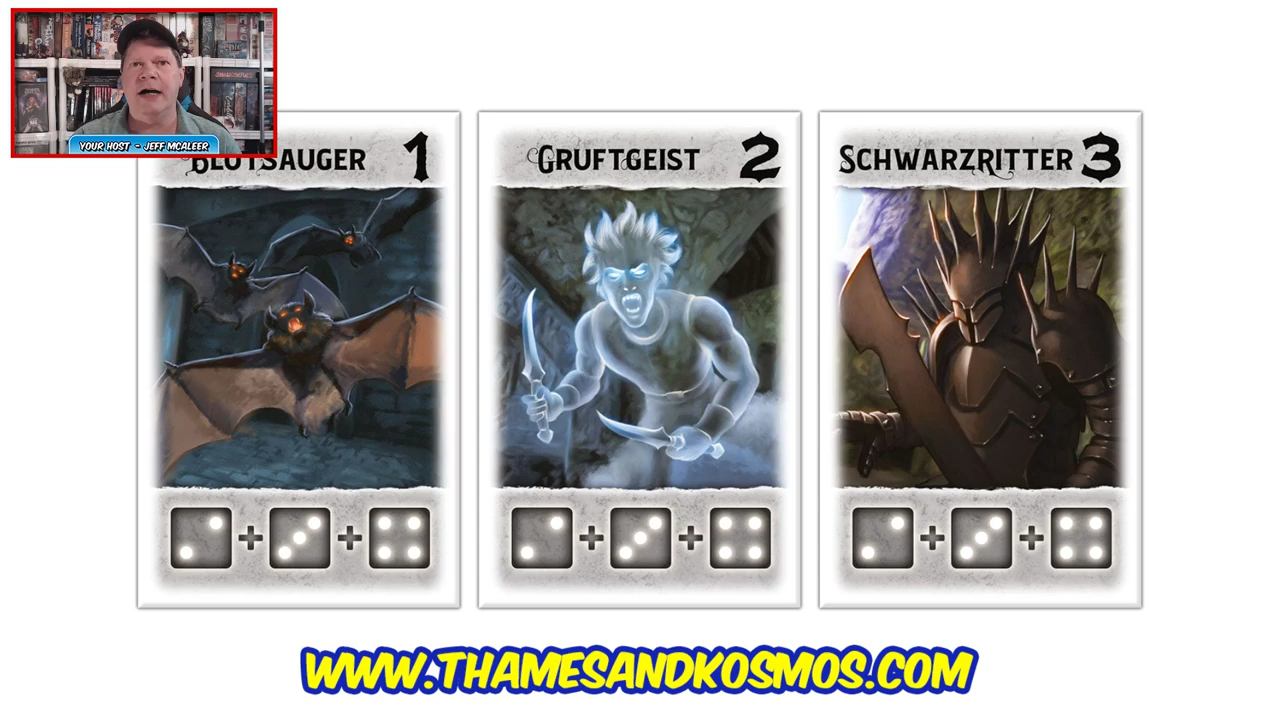 YOUR HOST - JEFF MCALEER
BLUTSAUGER 1
GRUFTGEIST 2
SCHWARZRITTER 3
WWW.THAMESANDKOSMOS.COM